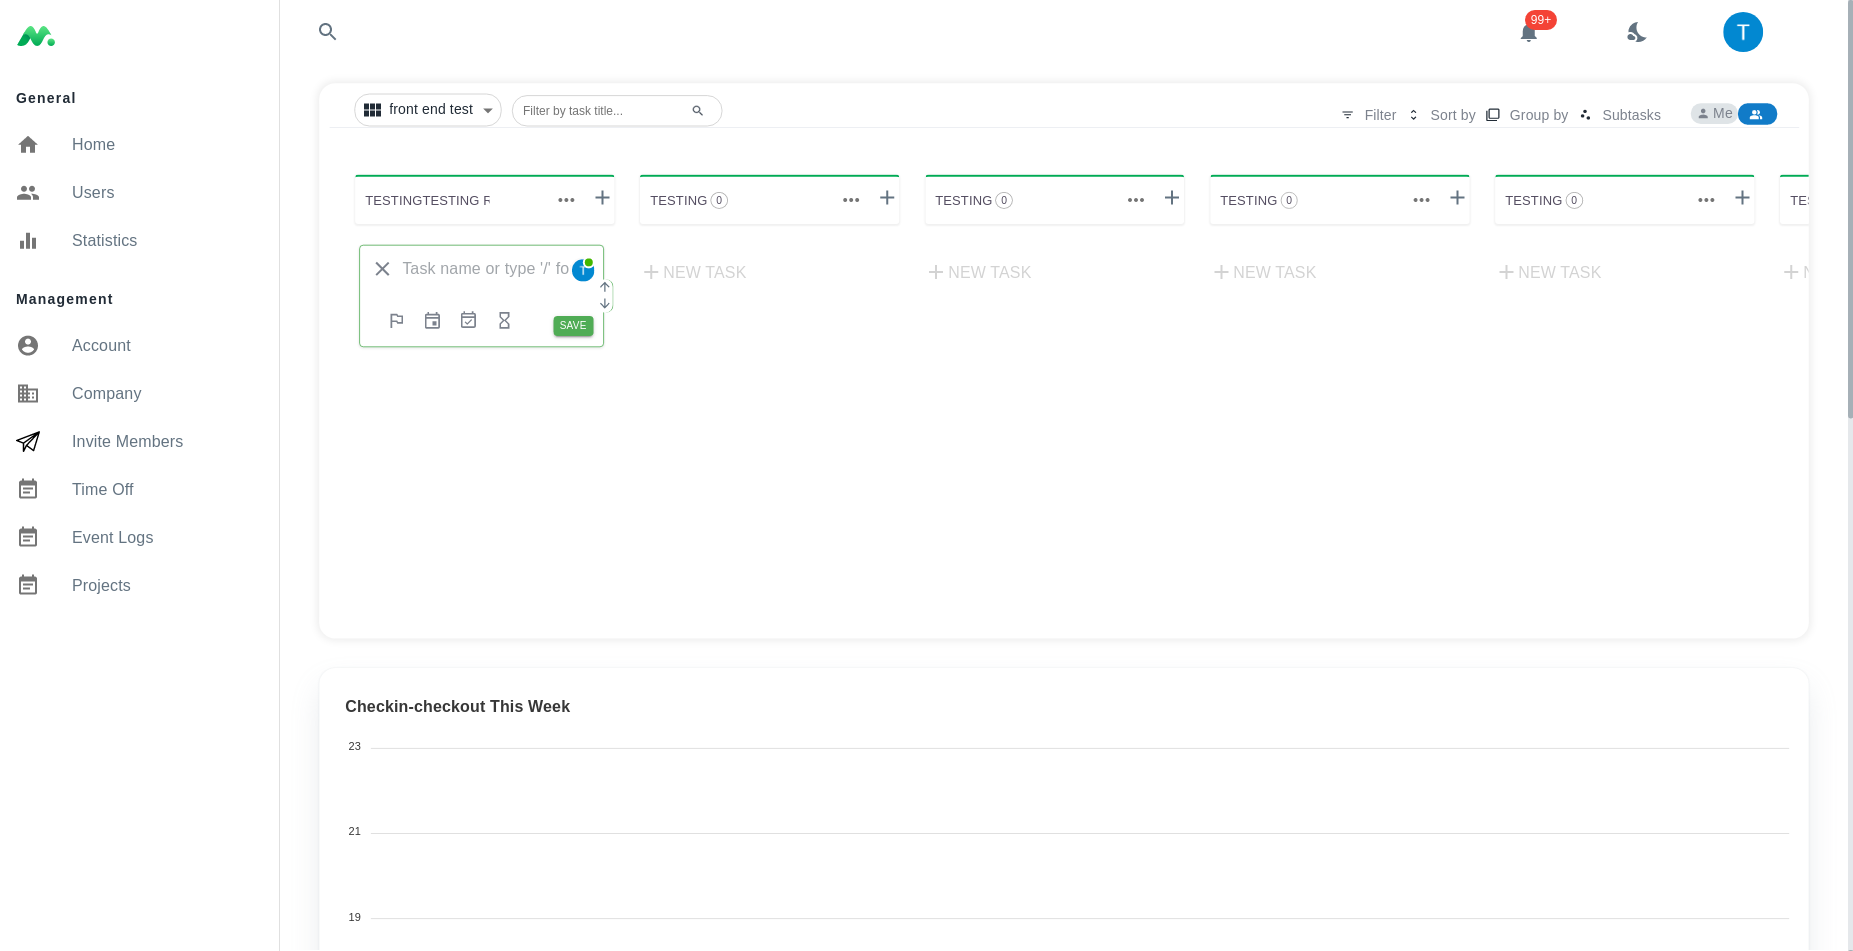 99+
T
General
Home
Users
Statistics
Management
Account
Company
Invite Members
Time Off
Event Logs
Projects
front end test
Filter by task title...
Filter
Sort by
Group by
Subtasks
Me
TESTINGTESTING
TESTING 0
TESTING 0
TESTING 0
TESTING 0
Task name or type '/' fo
T
SAVE
NEW TASK
NEW TASK
NEW TASK
NEW TASK
Checkin-checkout This Week
23
21
19